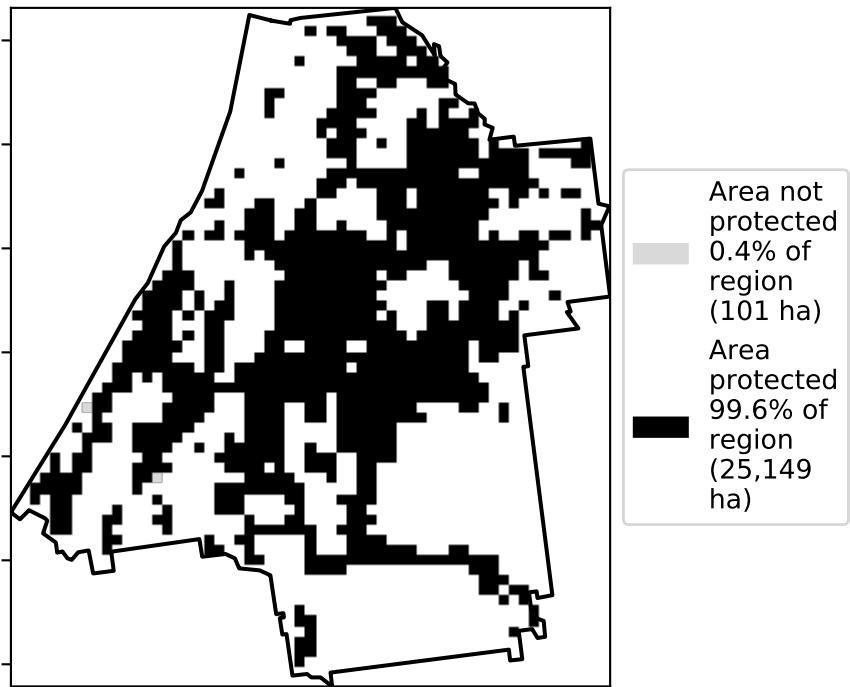 Area not
protected
0.4% of
region
(101 ha)
Area
protected
99.6% of
region
(25,149
ha)